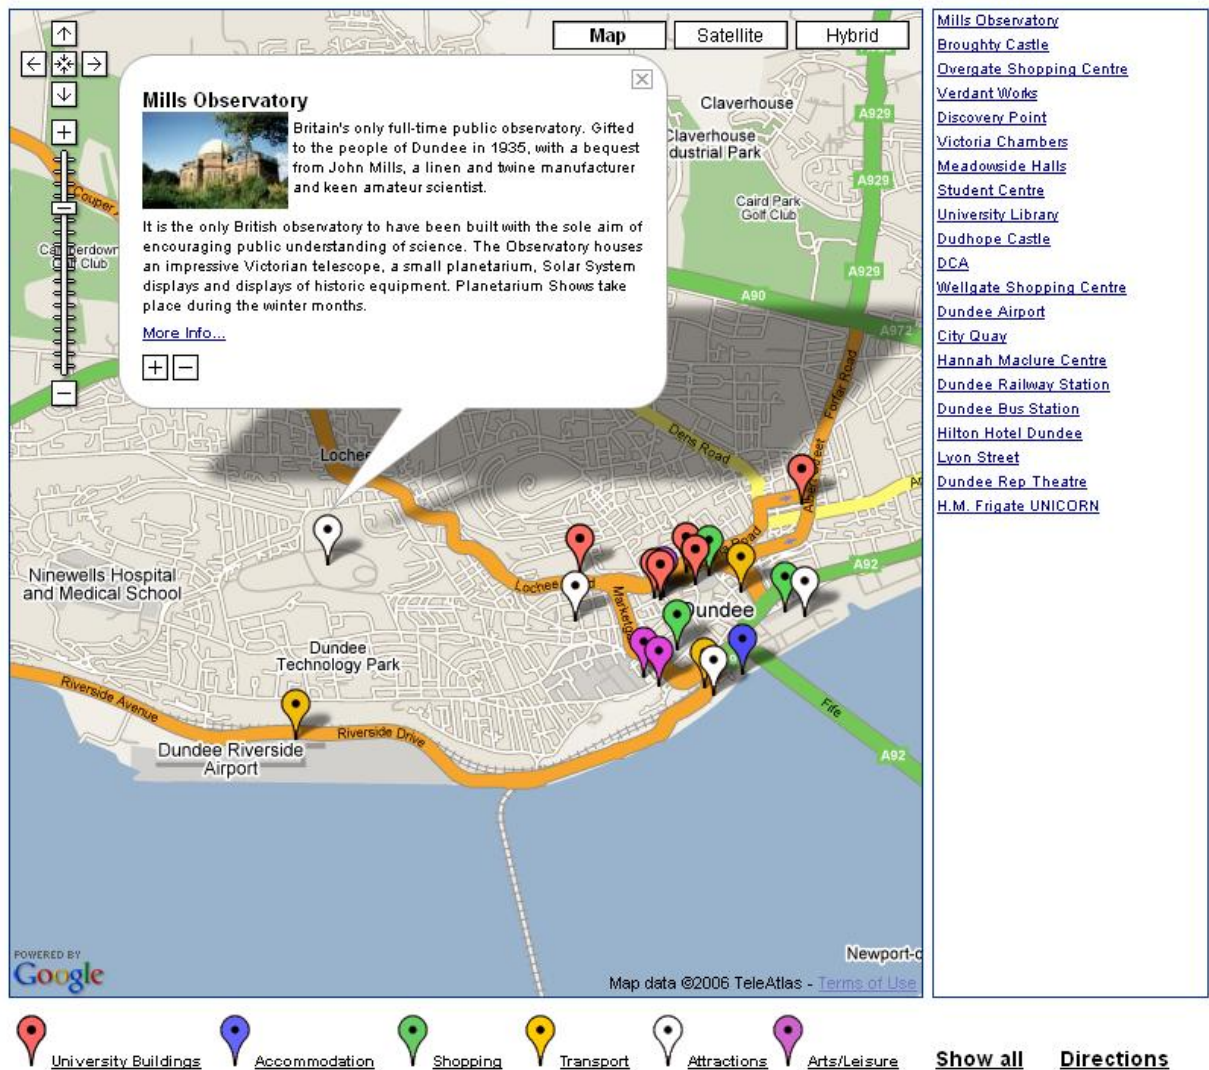 Map
Satellite
Hybrid
Mills Observatory
Britain's only full-time public observatory. Gifted
to the people of Dundee in 1935, with a bequest
from John Mills, a linen and twine manufacturer
and keen amateur scientist.
It is the only British observatory to have been built with the sole aim of
encouraging public understanding of science. The Observatory houses
an impressive Victorian telescope, a small planetarium, Solar System
displays and displays of historic equipment. Planetarium Shows take
place during the winter months.
More Info...
Claverhouse
Claverhouse
dustrial Park
A929
A929
Caird Park
Golf Club
A929
A90
A972
Couper
Club
Forfar Road
Dens Road
Lochee
Ninewells Hospital
and Medical School
Lochee
A92
Dundee
Dundee
Technology Park
Riverside Avenue
Riverside Drive
Dundee Riverside
Airport
Fife
A92
Newport-
POWERED BY
Google
Map data ©2006 TeleAtlas - Terms of Use
Mills Observatory
Broughty Castle
Overgate Shopping Centre
Verdant Works
Discovery Point
Victoria Chambers
Meadowside Halls
Student Centre
University Library
Dudhope Castle
DCA
Wellgate Shopping Centre
Dundee Airport
City Quay
Hannah Maclure Centre
Dundee Railway Station
Dundee Bus Station
Hilton Hotel Dundee
Lyon Street
Dundee Rep Theatre
H.M. Frigate UNICORN
University Buildings
Accommodation
Shopping
Transport
Attractions
Arts/Leisure
Show all
Directions